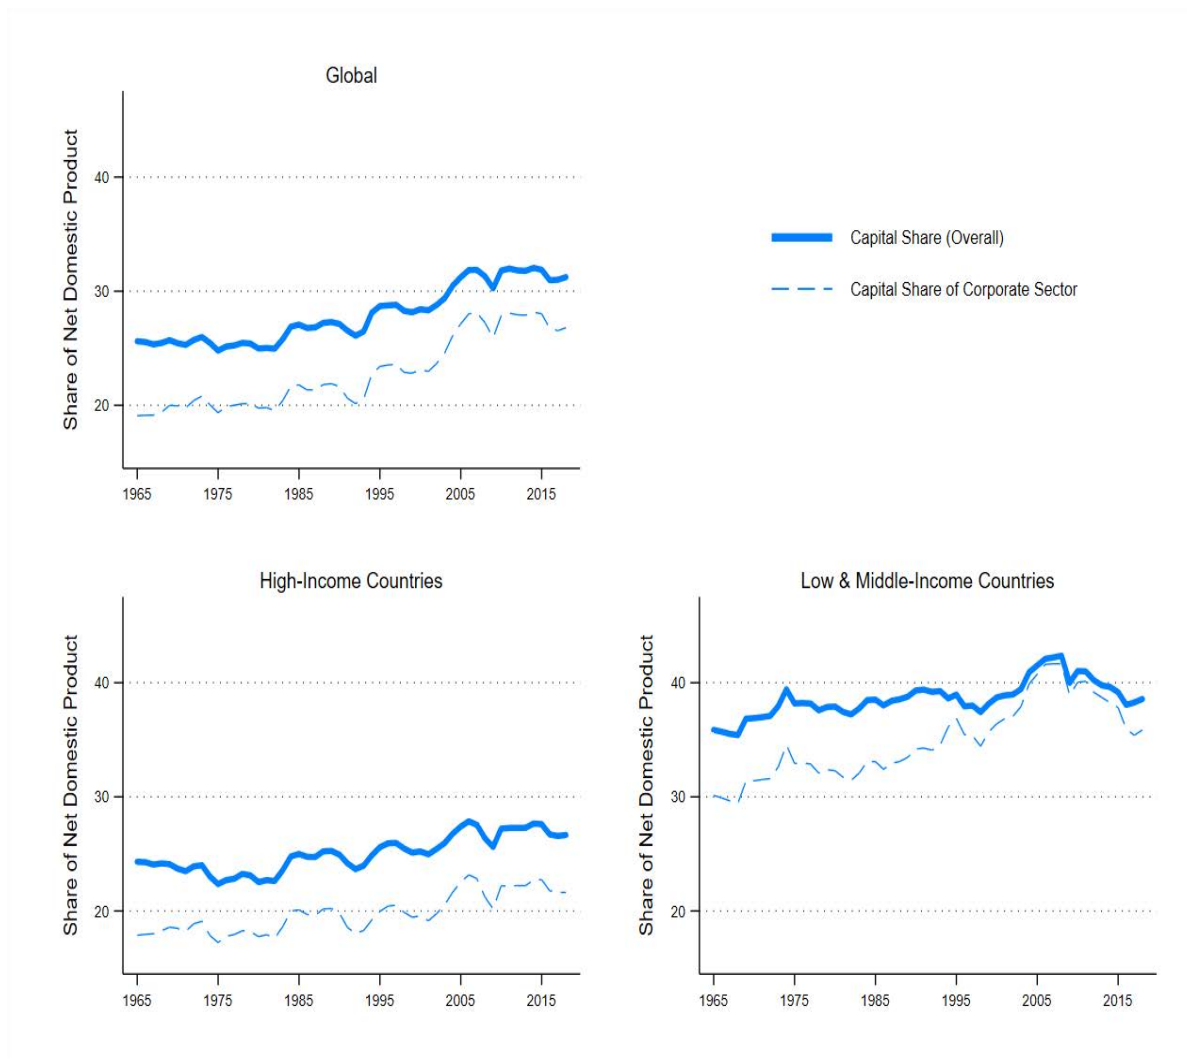 Global
Share of Net Domestic Product
40
30
20
1965 1975 1985 1995 2005 2015
Capital Share (Overall)
Capital Share of Corporate Sector
High-Income Countries
Share of Net Domestic Product
40
30
20
1965 1975 1985 1995 2005 2015
Low & Middle-Income Countries
Share of Net Domestic Product
40
30
20
1965 1975 1985 1995 2005 2015